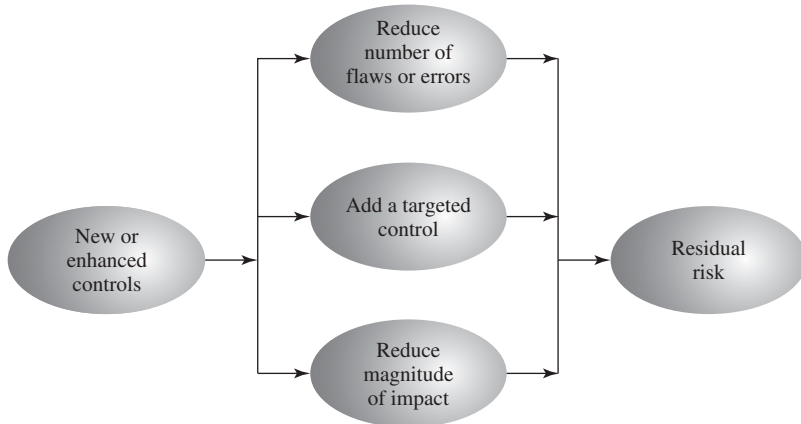 New or
enhanced
controls
Reduce
number of
flaws or errors
Add a targeted
control
Reduce
magnitude
of impact
Residual
risk